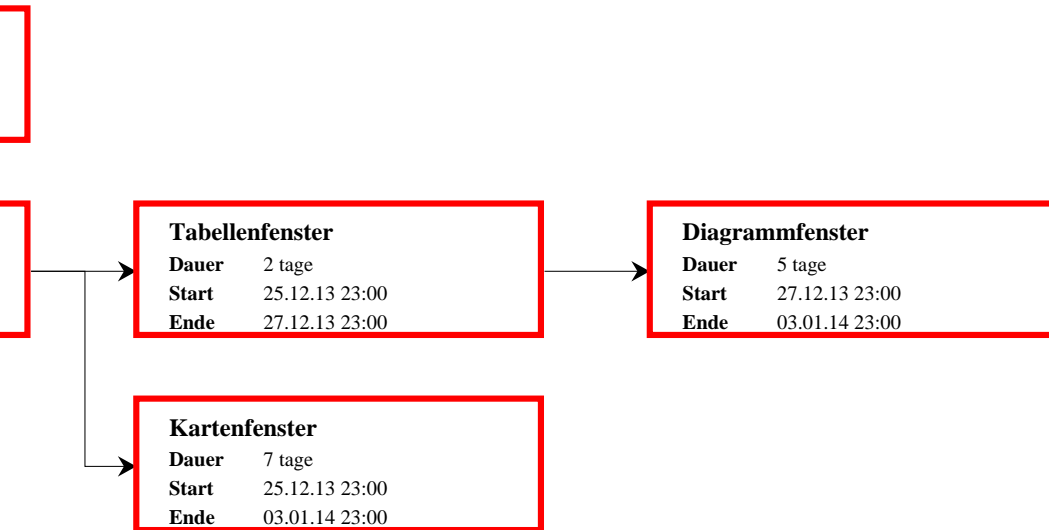 Tabellenfenster
Dauer 2 tage
Start 25.12.13 23:00
Ende 27.12.13 23:00
Diagrammfenster
Dauer 5 tage
Start 27.12.13 23:00
Ende 03.01.14 23:00
Kartenfenster
Dauer 7 tage
Start 25.12.13 23:00
Ende 03.01.14 23:00